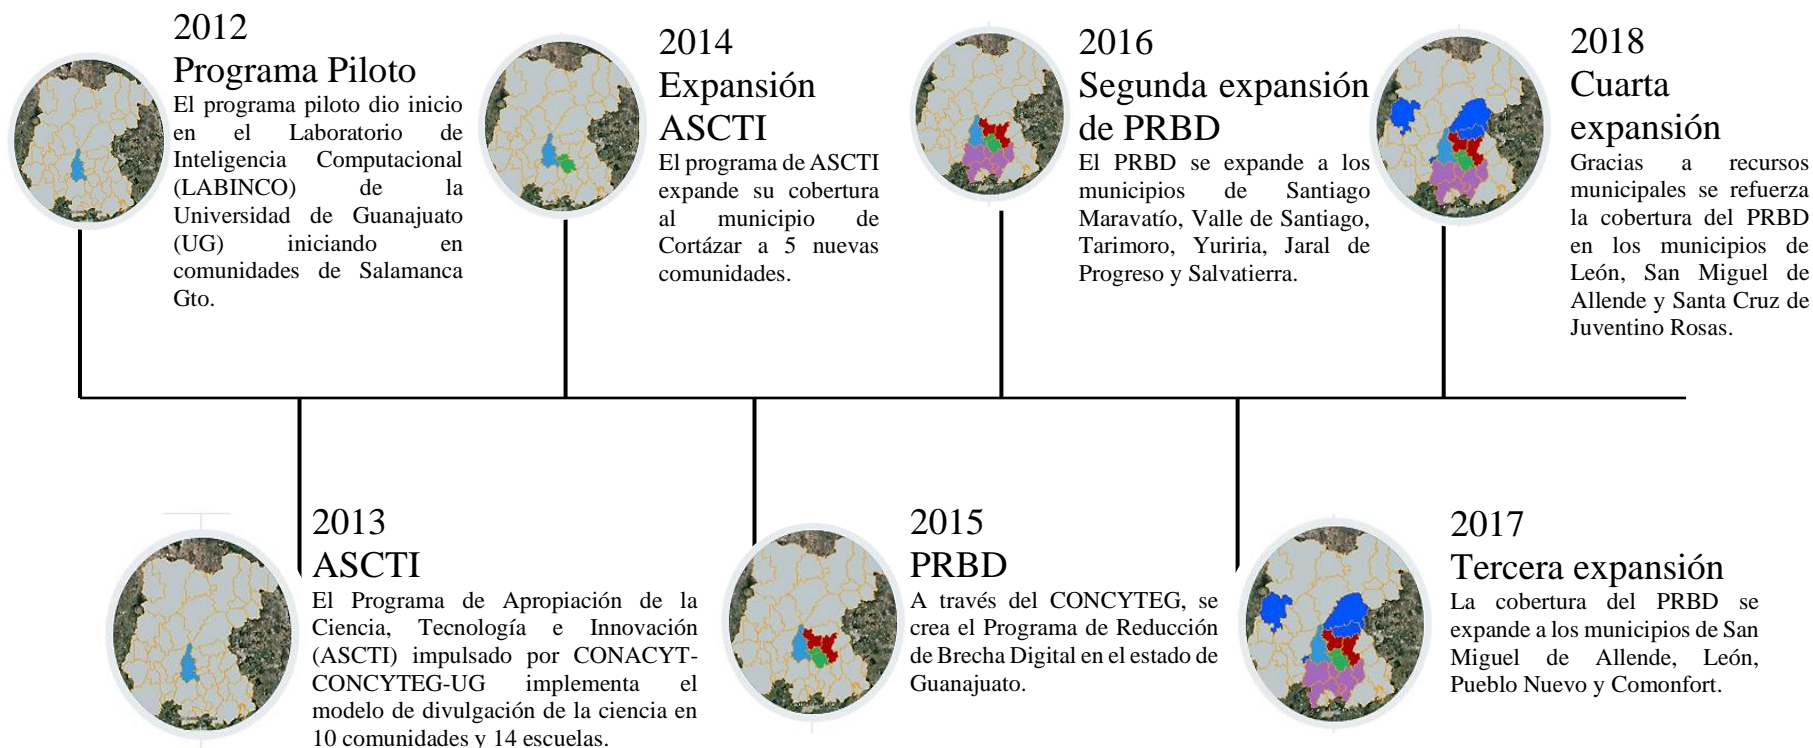 2012
Programa Piloto
El programa piloto dio inicio
en el Laboratorio de
Inteligencia Computacional
(LABINCO) de la
Universidad de Guanajuato
(UG) iniciando en
comunidades de Salamanca
Gto.
2014
Expansión
ASCTI
El programa de ASCTI
expande su cobertura
al municipio de
Cortázar a 5 nuevas
comunidades.
2016
Segunda expansión
de PRBD
El PRBD se expande a los
municipios de Santiago
Maravatío, Valle de Santiago,
Tarimoro, Yuriria, Jaral de
Progreso y Salvatierra.
2018
Cuarta
expansión
Gracias a recursos
municipales se refuerza
la cobertura del PRBD
en los municipios de
León, San Miguel de
Allende y Santa Cruz de
Juventino Rosas.
2013
ASCTI
El Programa de Apropiación de la
Ciencia, Tecnología e Innovación
(ASCTI) impulsado por CONACYT-
CONCYTEG-UG implementa el
modelo de divulgación de la ciencia en
10 comunidades y 14 escuelas.
2015
PRBD
A través del CONCYTEG, se
crea el Programa de Reducción
de Brecha Digital en el estado de
Guanajuato.
2017
Tercera expansión
La cobertura del PRBD se
expande a los municipios de San
Miguel de Allende, León,
Pueblo Nuevo y Comonfort.